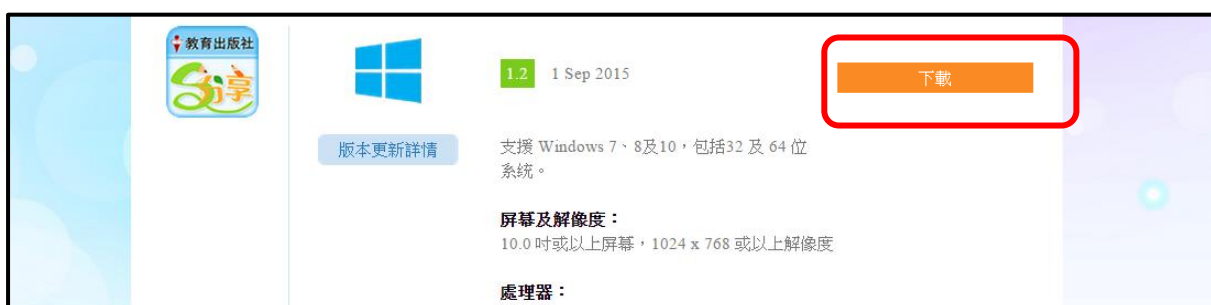 教育出版社
分享
1.2 1 Sep 2015
下載
版本更新詳情
支援 Windows 7、8及10，包括32 及 64 位
系统。
屏幕及解像度：
10.0 吋或以上屏幕，1024 x 768 或以上解像度
處理器：